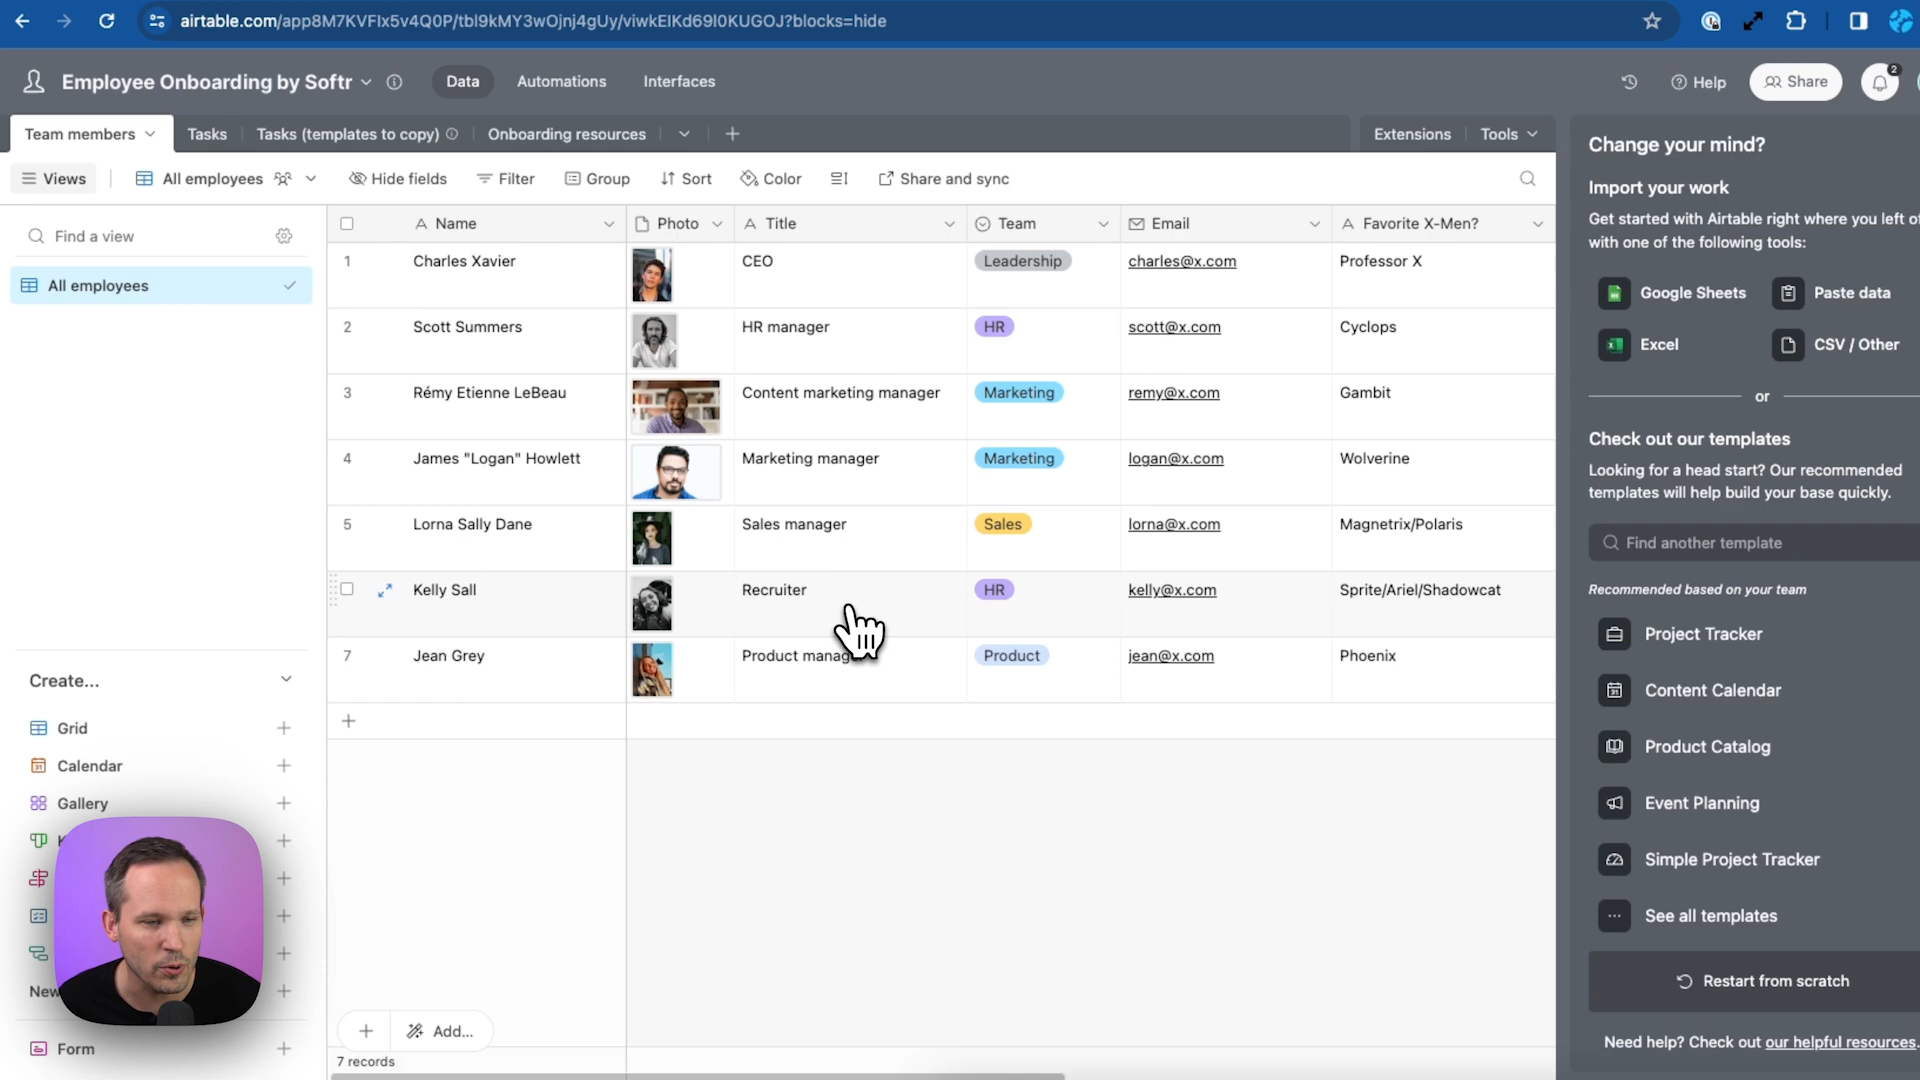 airtable.com/app8M7KVFIx5v4Q0P/tbl9kMY3wOjnj4gUy/viwkEIKd69I0KUGOJ?blocks=hide
Employee Onboarding by Softr
Data
Automations
Interfaces
Help
Share
2
Team members
Tasks
Tasks (templates to copy)
Onboarding resources
Extensions
Tools
Views
All employees
Hide fields
Filter
Group
Sort
Color
Share and sync
Find a view
All employees
Create...
Grid
Calendar
Gallery
New
Form
Name Photo Title Team Email Favorite X-Men?
1 Charles Xavier CEO Leadership charles@x.com Professor X
2 Scott Summers HR manager HR scott@x.com Cyclops
3 Rémy Etienne LeBeau Content marketing manager Marketing remy@x.com Gambit
4 James "Logan" Howlett Marketing manager Marketing logan@x.com Wolverine
5 Lorna Sally Dane Sales manager Sales lorna@x.com Magnetrix/Polaris
Kelly Sall Recruiter HR kelly@x.com Sprite/Ariel/Shadowcat
7 Jean Grey Product manager Product jean@x.com Phoenix
Add...
7 records
Change your mind?
Import your work
Get started with Airtable right where you left of
with one of the following tools:
Google Sheets
Paste data
Excel
CSV / Other
or
Check out our templates
Looking for a head start? Our recommended
templates will help build your base quickly.
Find another template
Recommended based on your team
Project Tracker
Content Calendar
Product Catalog
Event Planning
Simple Project Tracker
See all templates
Restart from scratch
Need help? Check out our helpful resources.